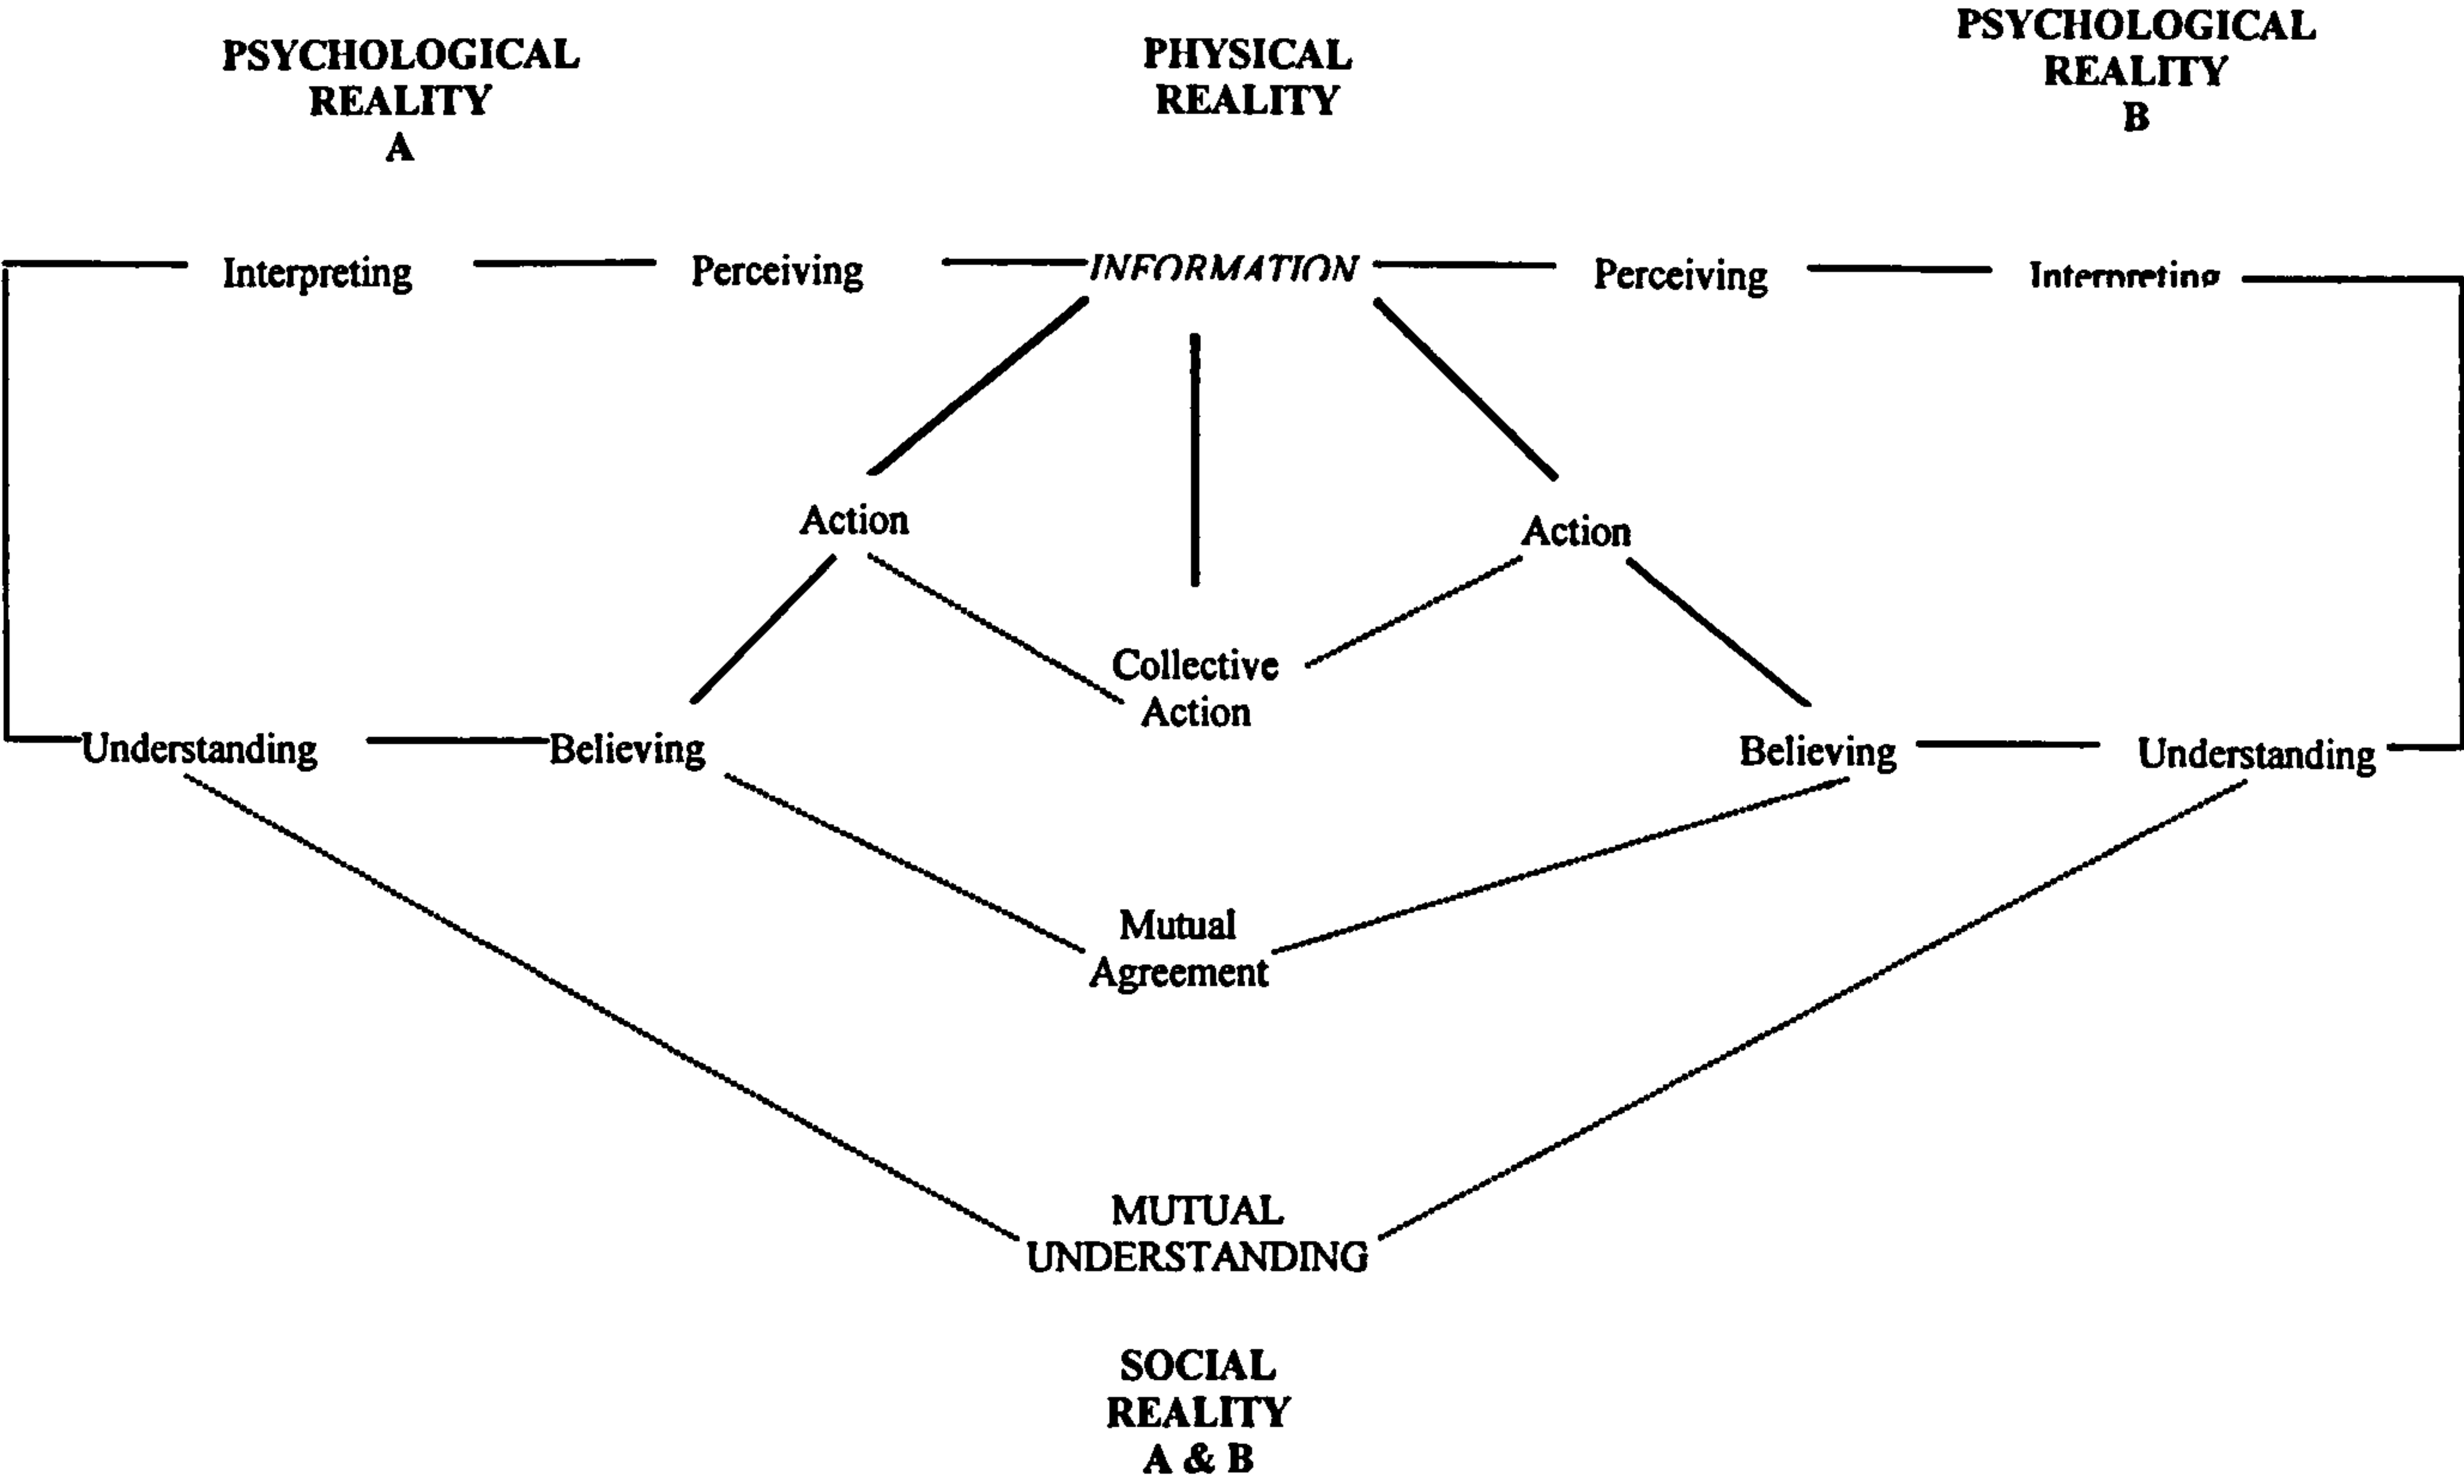 PSYCHOLOGICAL
REALITY
A
PHYSICAL
REALITY
PSYCHOLOGICAL
REALITY
B
Interpreting
Perceiving
INFORMATION
Perceiving
Interpreting
Action
Action
Collective
Action
Understanding
Believing
Believing
Understanding
Mutual
Agreement
MUTUAL
UNDERSTANDING
SOCIAL
REALITY
A & B